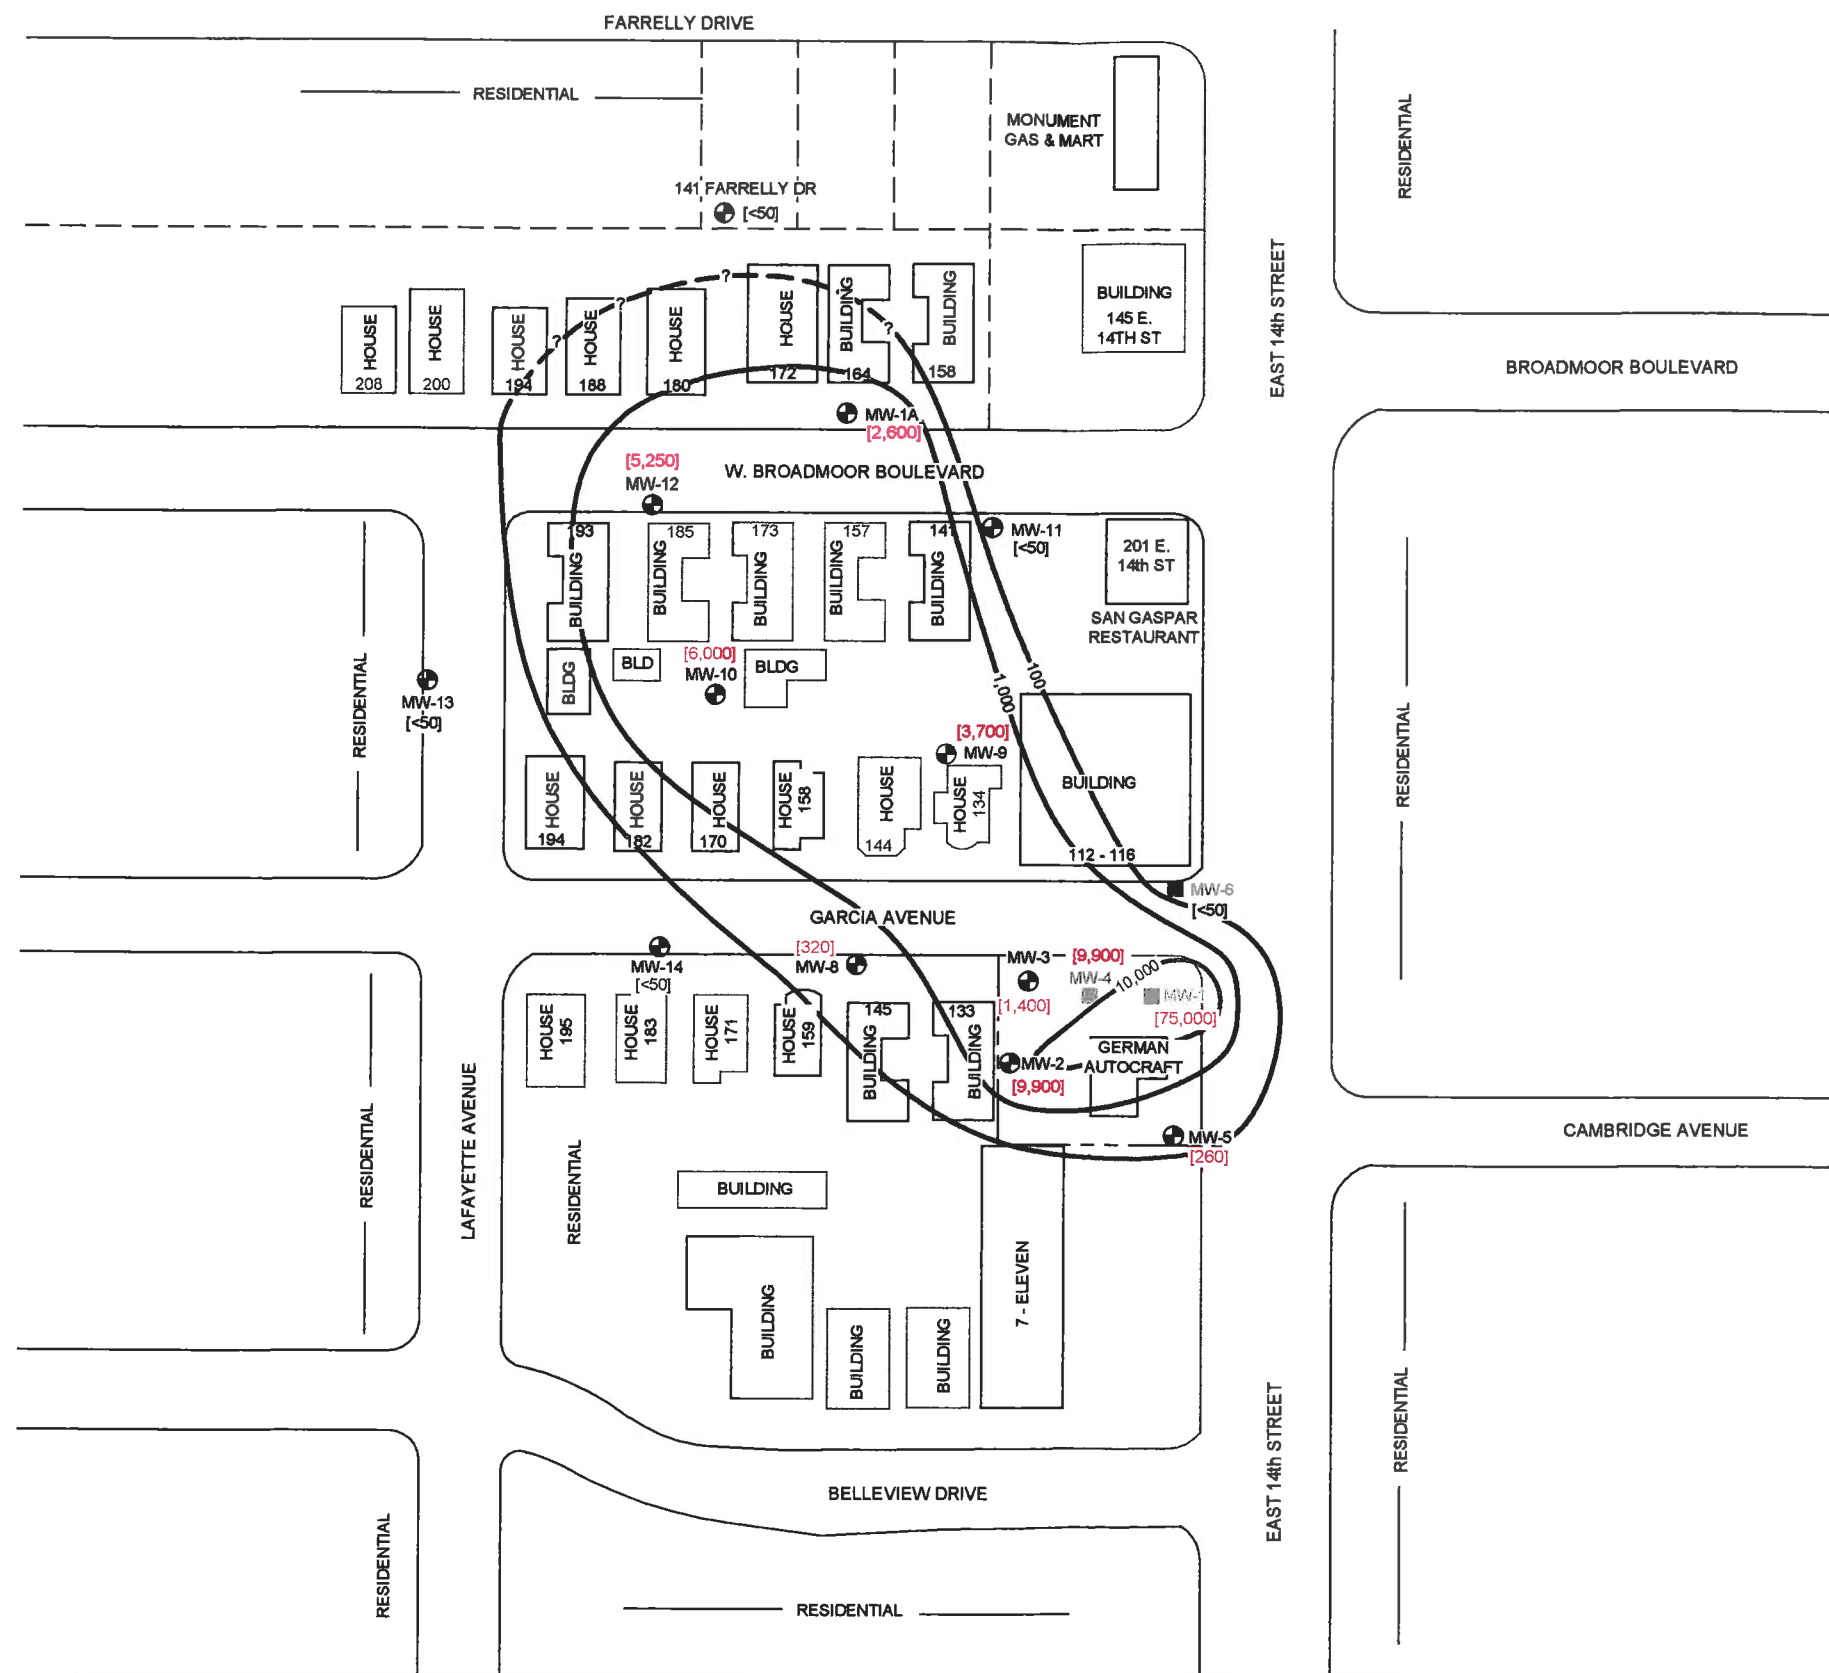 FARRELLY DRIVE
RESIDENTIAL
MONUMENT
GAS & MART
RESIDENTIAL
141 FARRELLY DR
[<50]
EAST 14th STREET
BUILDING
145 E.
14TH ST
HOUSE
208
HOUSE
200
HOUSE
194
HOUSE
188
HOUSE
180
HOUSE
172
BUILDING
164
BUILDING
158
?
?
?
?
BROADMOOR BOULEVARD
MW-1A
[2,600]
[5,250]
MW-12
W. BROADMOOR BOULEVARD
193
BUILDING
185
BUILDING
173
BUILDING
157
BUILDING
141
BUILDING
MW-11
[<50]
201 E.
14th ST
SAN GASPAR
RESTAURANT
RESIDENTIAL
MW-13
[<50]
BLDG
BLD
[6,000]
MW-10
BLDG
1,000
100
[3,700]
MW-9
BUILDING
112 - 116
RESIDENTIAL
HOUSE
194
HOUSE
182
HOUSE
170
HOUSE
158
HOUSE
144
HOUSE
134
MW-6
[<50]
GARCIA AVENUE
MW-14
[<50]
[320]
MW-8
MW-3
[9,900]
MW-4
[1,400]
10,000
MW-1
[75,000]
HOUSE
195
HOUSE
183
HOUSE
171
HOUSE
159
145
BUILDING
133
BUILDING
MW-2
[9,900]
GERMAN
AUTOCRAFT
MW-5
[260]
CAMBRIDGE AVENUE
RESIDENTIAL
LAFAYETTE AVENUE
RESIDENTIAL
BUILDING
BUILDING
BUILDING
BUILDING
7 - ELEVEN
EAST 14th STREET
RESIDENTIAL
BELLEVIEW DRIVE
RESIDENTIAL
RESIDENTIAL